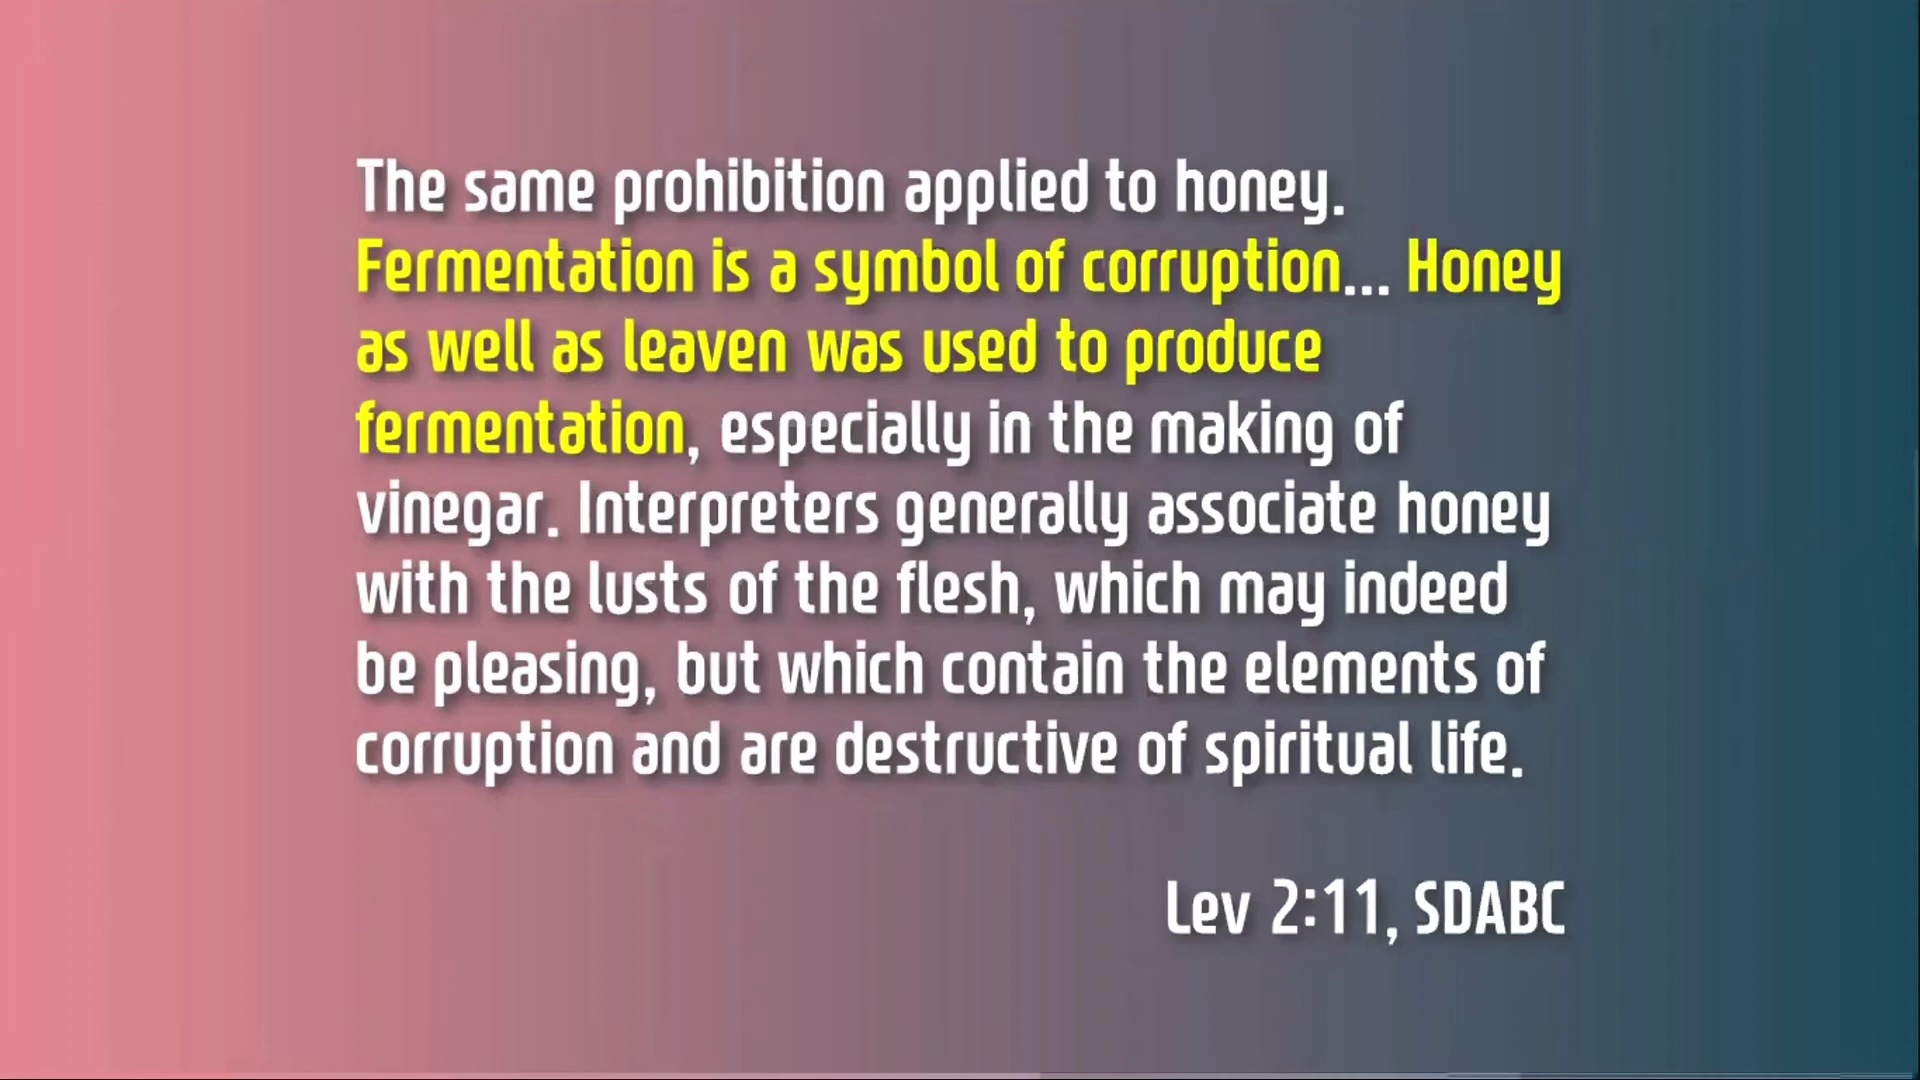 The same prohibition applied to honey.
Fermentation is a symbol of corruption... Honey
as well as leaven was used to produce
fermentation, especially in the making of
vinegar. Interpreters generally associate honey
with the lusts of the flesh, which may indeed
be pleasing, but which contain the elements of
corruption and are destructive of spiritual life.
Lev 2:11, SDABC